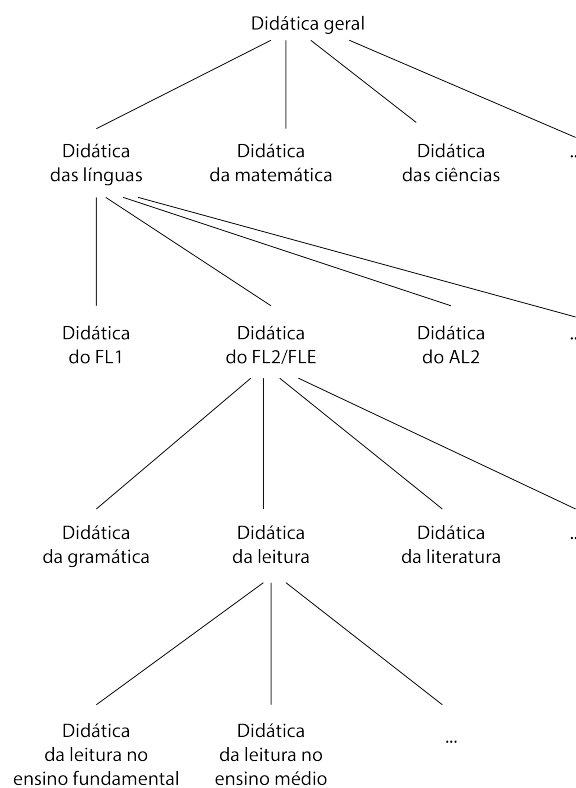 Didática geral
Didática
das línguas
Didática
da matemática
Didática
das ciências
..
Didática
do FL1
Didática
do FL2/FLE
Didática
do AL2
..
Didática
da gramática
Didática
da leitura
Didática
da literatura
..
Didática
da leitura no
ensino fundamental
Didática
da leitura no
ensino médio
...